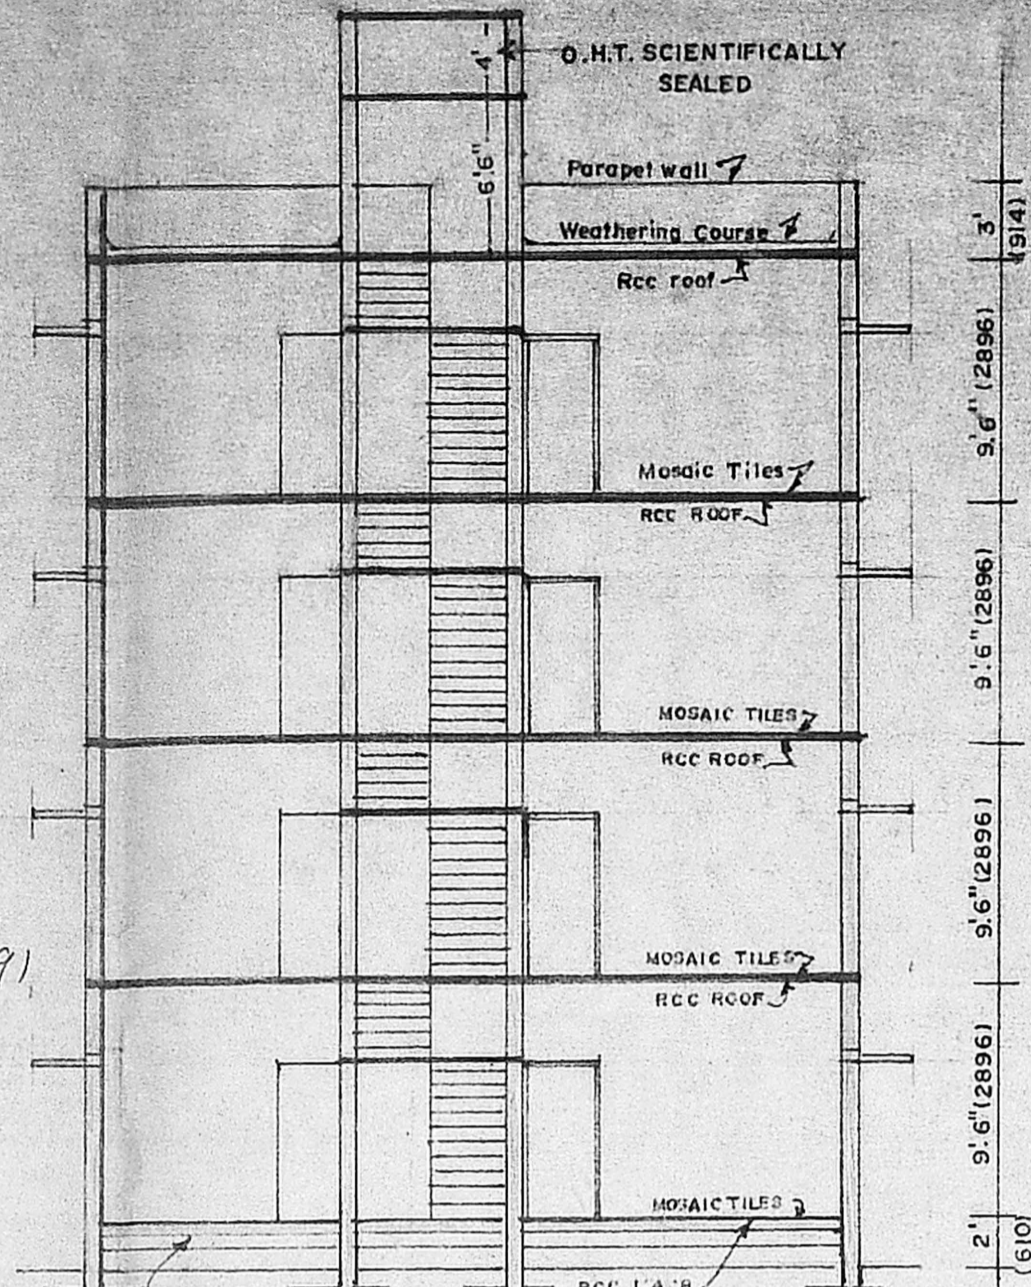 4'
O.H.T. SCIENTIFICALLY
SEALED
6'6"
Parapet wall
Weathering Course
3'
(914)
Rcc roof
9'6" (2896)
Mosaic Tiles
RCC ROOF
9'6" (2896)
MOSAIC TILES
RCC ROOF
9'6" (2896)
MOSAIC TILES
RCC ROOF
9'6" (2896)
MOSAIC TILES
2'
(610)